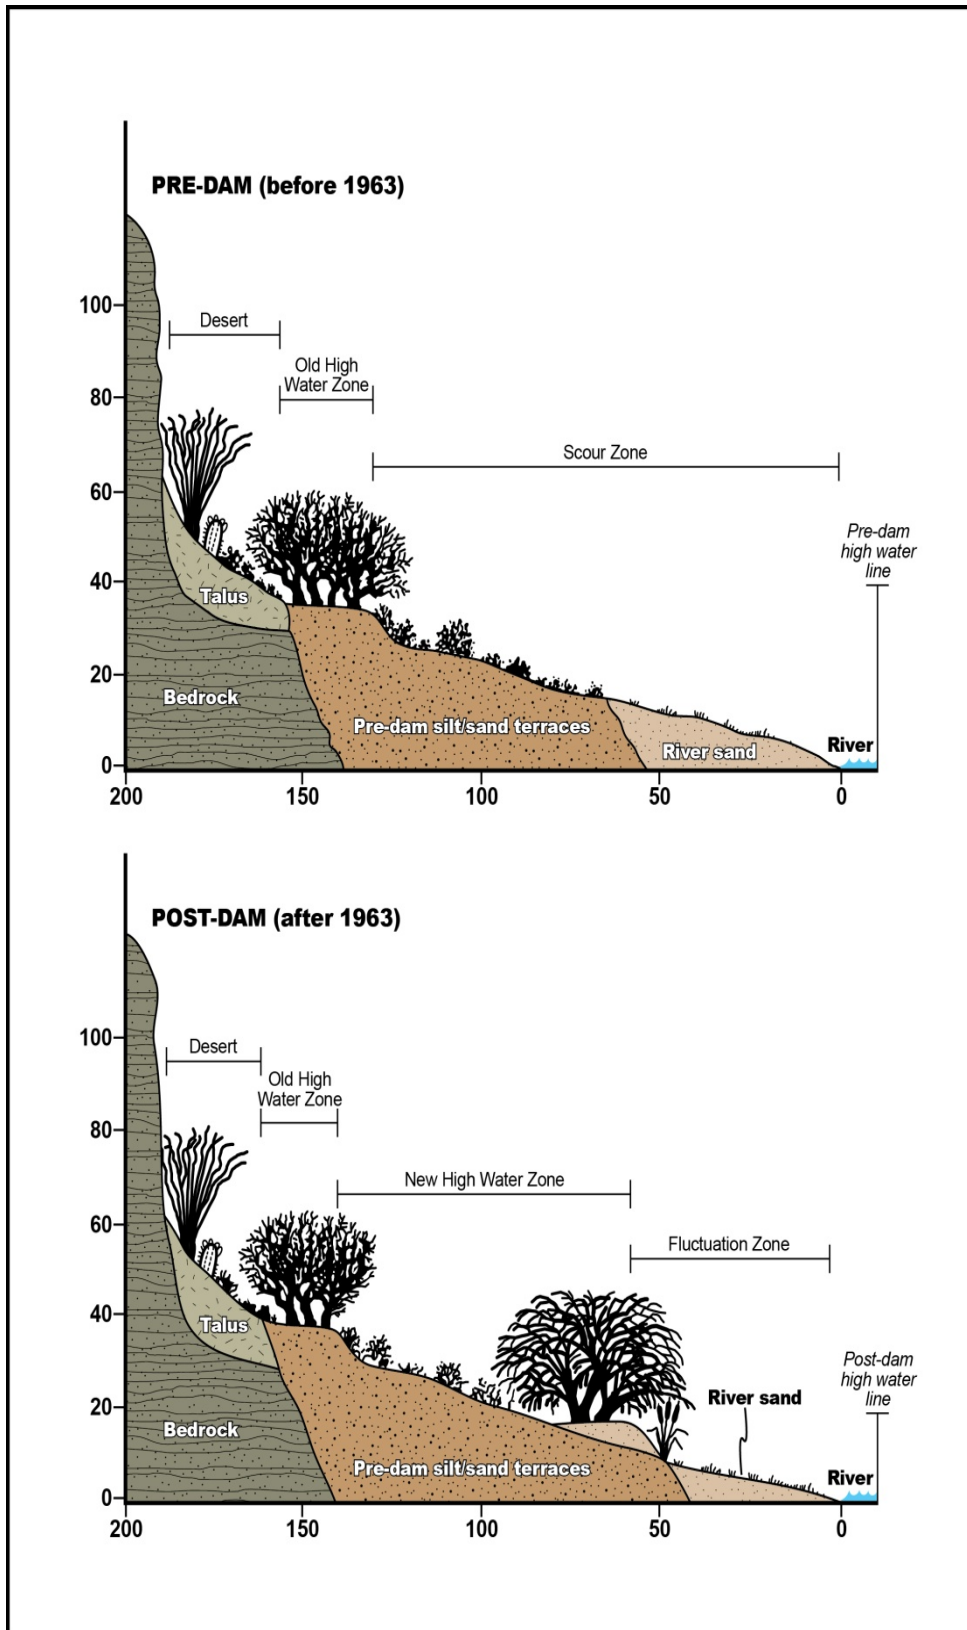 PRE-DAM (before 1963)
100
80
60
40
20
0
Desert
Old High
Water Zone
Scour Zone
Pre-dam
high water
line
Talus
Bedrock
Pre-dam silt/sand terraces
River sand
River
200
150
100
50
0
POST-DAM (after 1963)
100
80
60
40
20
0
Desert
Old High
Water Zone
New High Water Zone
Fluctuation Zone
Post-dam
high water
line
Talus
River sand
Bedrock
Pre-dam silt/sand terraces
River
200
150
100
50
0